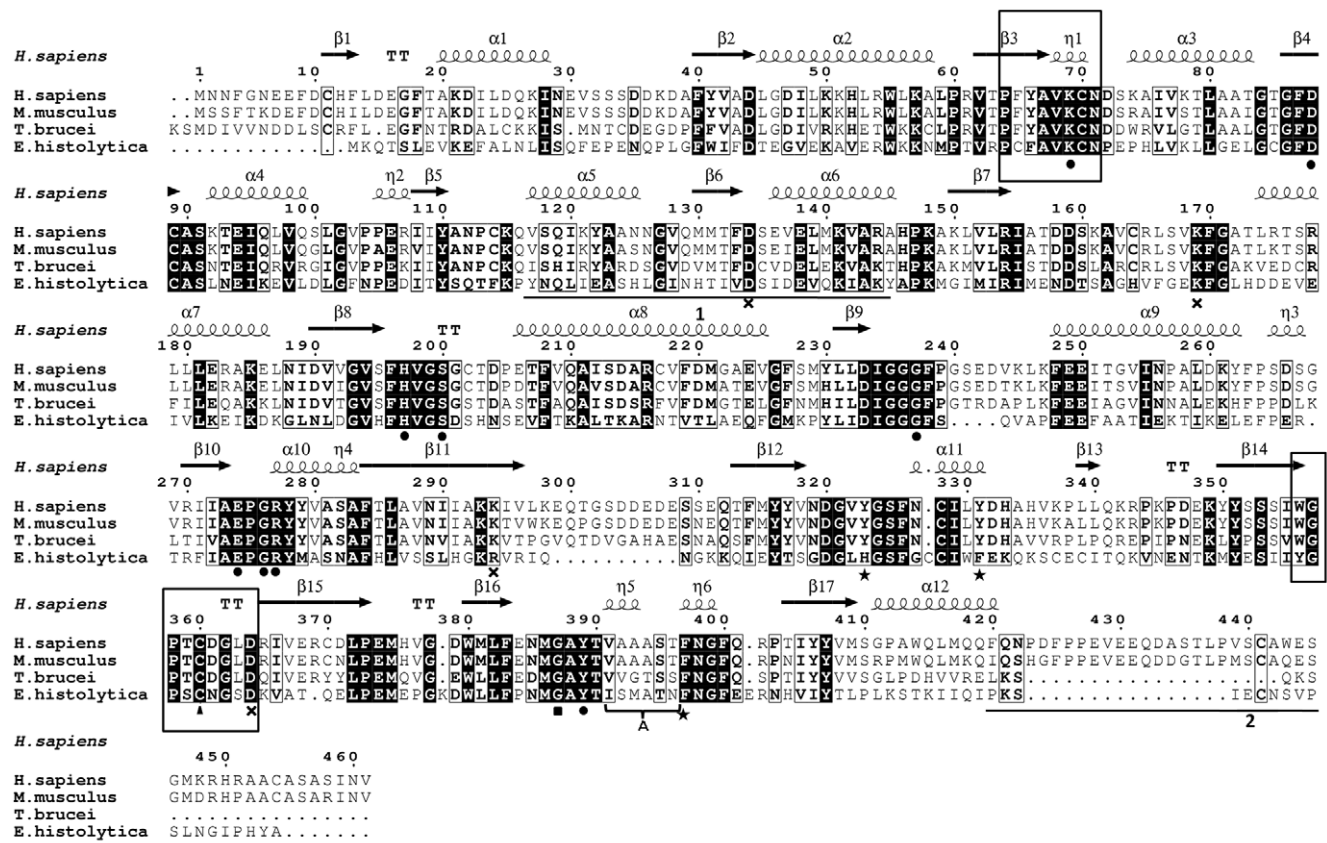 β1 α1 β2 α2 β3 η1 α3 β4
H.sapiens TT
1 10 20 30 40 50 60 70 80
H.sapiens ..MNNFGNEEFDCHFLDEGFTAKDILDQKINEVSSSDDKDAFYVADLGDILKKHLRWLKALPRVTPFYAVKCNDSKAIVKTLAATGTGFD
M.musculus ..MSSFTKDEFDCHILDEGFTAKDILDQKINEVSSSDDKDAFYVADLGDILKKHLRWLKALPRVTPFYAVKCNDSRAIVSTLAAIGTGFD
T.brucei KSMDIVVNDDLSCRFL.EGFNTRDALCKKIS.MNTCDEGDPFFVADLGDIVRKHETWKKCLPRVTPFYAVKCNDDWRVLGTLAALGTGFD
E.histolytica ............MKQTSLEVKEFALNLISQFEPENQPLGFWIFDTEGVEKAVERWKKNMPTVRPCFAVKCNPEPHLVKLLGELGCGFD
α4 η2 β5 α5 β6 α6 β7
H.sapiens
90 100 110 120 130 140 150 160 170
H.sapiens CASKTEIQLVQSLGVPPERIIYANPCKQVSQIKYAANNGVQMMTFDSEVELMKVARAHPKAKLVLRIATDDSKAVCRLSVKFGATLRTSR
M.musculus CASKTEIQLVQGLGVPAERVIYANPCKQVSQIKYAASNGVQMMTFDSEIELMKVARAHPKAKLVLRIATDDSKAVCRLSVKFGATLKTSR
T.brucei CASNTEIQRVRGIGVPPEKIIYANPCKQISHIRYARDSGVDVMTFDCVDELEKVAKTHPKAKMVLRISTDDSLARCRLSVKFGAKVEDCR
E.histolytica CASLNEIKEVLDLGFNPEDITYSQTFKPYNQLIEASHLGINHTIVDSIDEVQKIAKYAPKMGIMIRIMENDTSAGHVFGEKFGLHDDEVE
α7 β8 α8 1 β9 α9 η3
H.sapiens TT
180 190 200 210 220 230 240 250 260
H.sapiens LLLERAKELNIDVVGVSFHVGSGCTDPETFVQAISDARCVFDMGAEVGFSMYLLDIGGGFPGSEDVKLKFEEITGVINPALDKYFPSDSG
M.musculus LLLERAKELNIDVIGVSFHVGSGCTDPDTFVQAVSDARCVFDMATEVGFSMHLLDIGGGFPGSEDTKLKFEEITSVINPALDKYFPSDSG
T.brucei FILEQAKKLNIDVTGVSFHVGSGSTDASTFAQAISDSRFVFDMGTELGFNMHILDIGGGFPGTRDAPLKFEEIAGVINNALEKHFPPDLK
E.histolytica IVLKEIKDKGLNLDGVHFHVGSDSHNSEVFTKALTKARNTVTLAEQFGMKPYLIDIGGGFS....QVAPFEEFAATIEKTIKELEFPER.
β10 α10 η4 β11 β12 α11 β13 β14
H.sapiens TT
270 280 290 300 310 320 330 340 350
H.sapiens VRIIAEPGRYYVASAFTLAVNIIAKKIVLKEQTGSDDEDESSEQTFMYYVNDGVYGSFN.CILYDHAHVKPLLQKRPKPDEKYYSSSIWG
M.musculus VRIIAEPGRYYVASAFTLAVNIIAKKTVWKEQPGSDDEDESNEQTFMYYVNDGVYGSFN.CILYDHAHVKALLQKRPKPDEKYYSSSIWG
T.brucei LTIVAEPGRYYVASAFTLAVNVIAKKVTPGVQTDVGAHAESNAQSFMYYVNDGVYGSFN.CILYDHAVVRPLPQREPIPNEKLYPSSVWG
E.histolytica TRFIAEPGRYMASNAFHLVSSLHGKRVRIQ...........NGKKQIEYTSGDGLHGSFGCCIWFEKQKSCECITQKVNENTKMYESIIYG
β15 β16 η5 η6 β17 α12
H.sapiens TT TT
360 370 380 390 400 410 420 430 440
H.sapiens PTCDGLDRIVERCDLPEMHVG.DWMLFENMGAYTVAAASTFNGFQ.RPTIYYVMSGPAWQLMQQFQNPDFPPEVEEQDASTLPVSCAWES
M.musculus PTCDGLDRIVERCNLPEMHVG.DWMLFENMGAYTVAAASTFNGFQ.RPNIYYVMSRPMWQLMKQIQSHGFPPEVEEQDDGTLPMSCAQES
T.brucei PTCDGLDQIVERYYLPEMQVG.EWLLFEDMGAYTVVGTSSFNGFQ.SPTIYYVVSGLPDHVVRELKS.......................
E.histolytica PSCNGSDKVAT.QELPEMEPGKDWLLFPNMGAYTISMATNFNGFEERNHVIYTLPLKSTKIIQIPKS.................IECNSVP
A 2
H.sapiens
450 460
H.sapiens GMKRHRAACASASINV
M.musculus GMDRHPAACASARINV
T.brucei ................
E.histolytica SLNGIPHYA.......